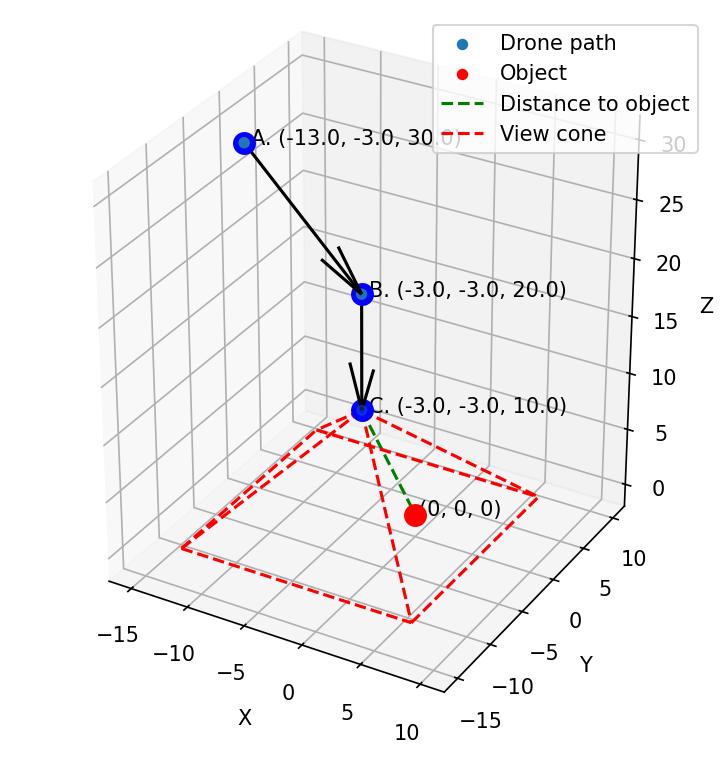 Drone path
Object
Distance to object
View cone
A. (-13.0, -3.0, 30.0)
B. (-3.0, -3.0, 20.0)
C. (-3.0, -3.0, 10.0)
(0, 0, 0)
30
25
20
15
10
5
0
Z
10
5
0
−5
−10
−15
Y
−15
−10
−5
0
5
10
X